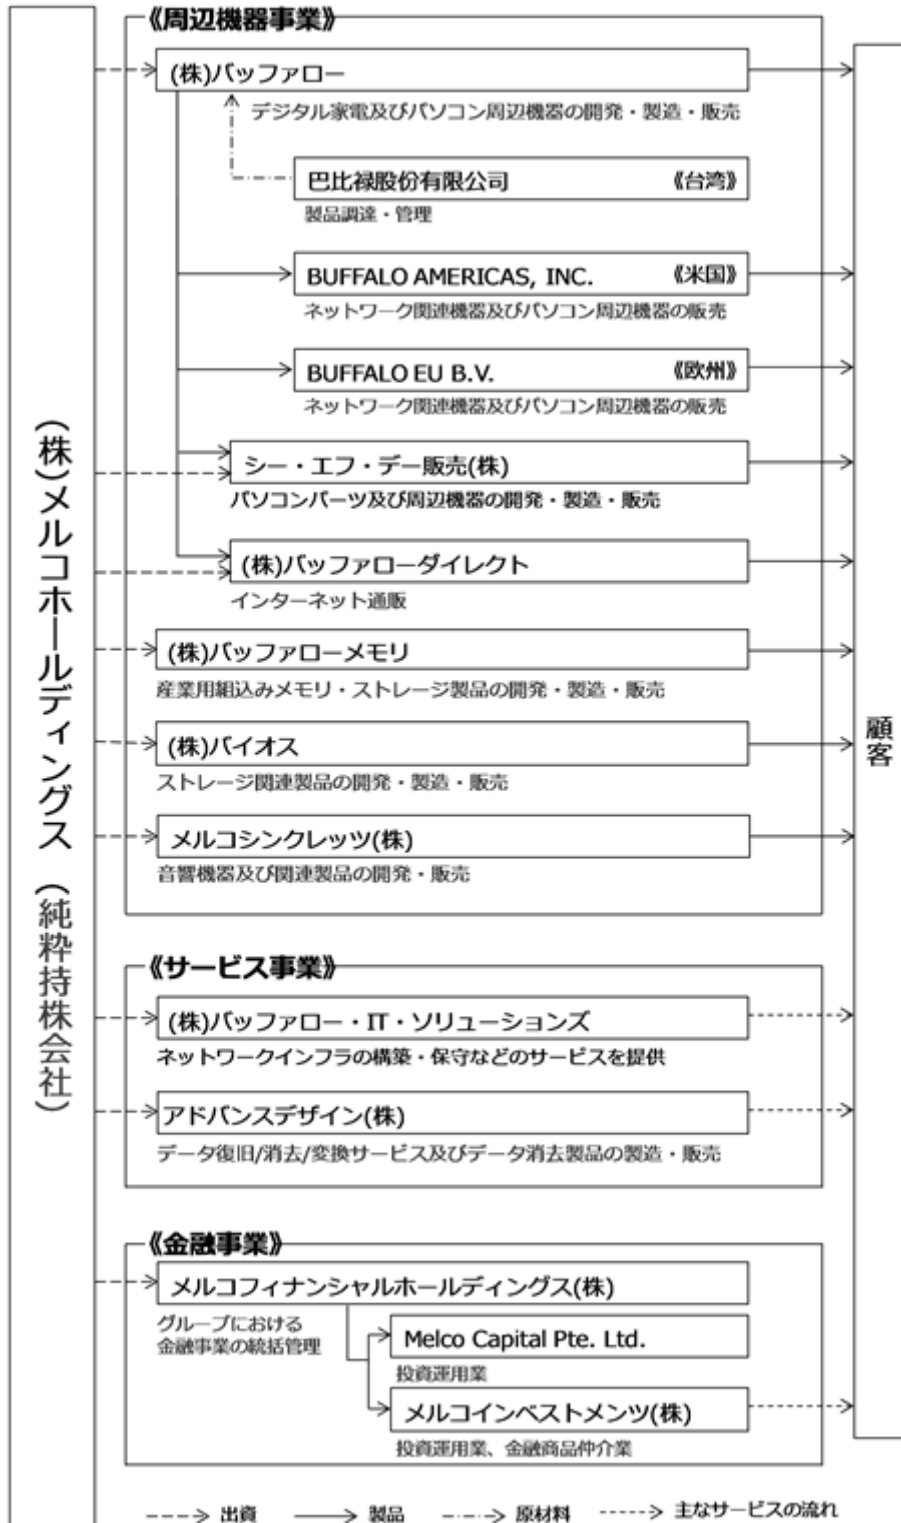 (株)メルコホールディングス (純粋持株会社)
《周辺機器事業》
(株)バッファロー
デジタル家電及びパソコン周辺機器の開発・製造・販売
巴比禄股份有限公司 《台湾》
製品調達・管理
BUFFALO AMERICAS, INC. 《米国》
ネットワーク関連機器及びパソコン周辺機器の販売
BUFFALO EU B.V. 《欧州》
ネットワーク関連機器及びパソコン周辺機器の販売
シー・エフ・デー販売(株)
パソコンパーツ及び周辺機器の開発・製造・販売
(株)バッファローダイレクト
インターネット通販
(株)バッファローメモリ
産業用組込みメモリ・ストレージ製品の開発・製造・販売
(株)バイオス
ストレージ関連製品の開発・製造・販売
メルコシンクレッツ(株)
音響機器及び関連製品の開発・販売
《サービス事業》
(株)バッファロー・IT・ソリューションズ
ネットワークインフラの構築・保守などのサービスを提供
アドバンスデザイン(株)
データ復旧/消去/変換サービス及びデータ消去製品の製造・販売
《金融事業》
メルコフィナンシャルホールディングス(株)
グループにおける
金融事業の統括管理
Melco Capital Pte. Ltd.
投資運用業
メルコインベストメンツ(株)
投資運用業、金融商品仲介業
顧客
出資 製品 原材料 主なサービスの流れ